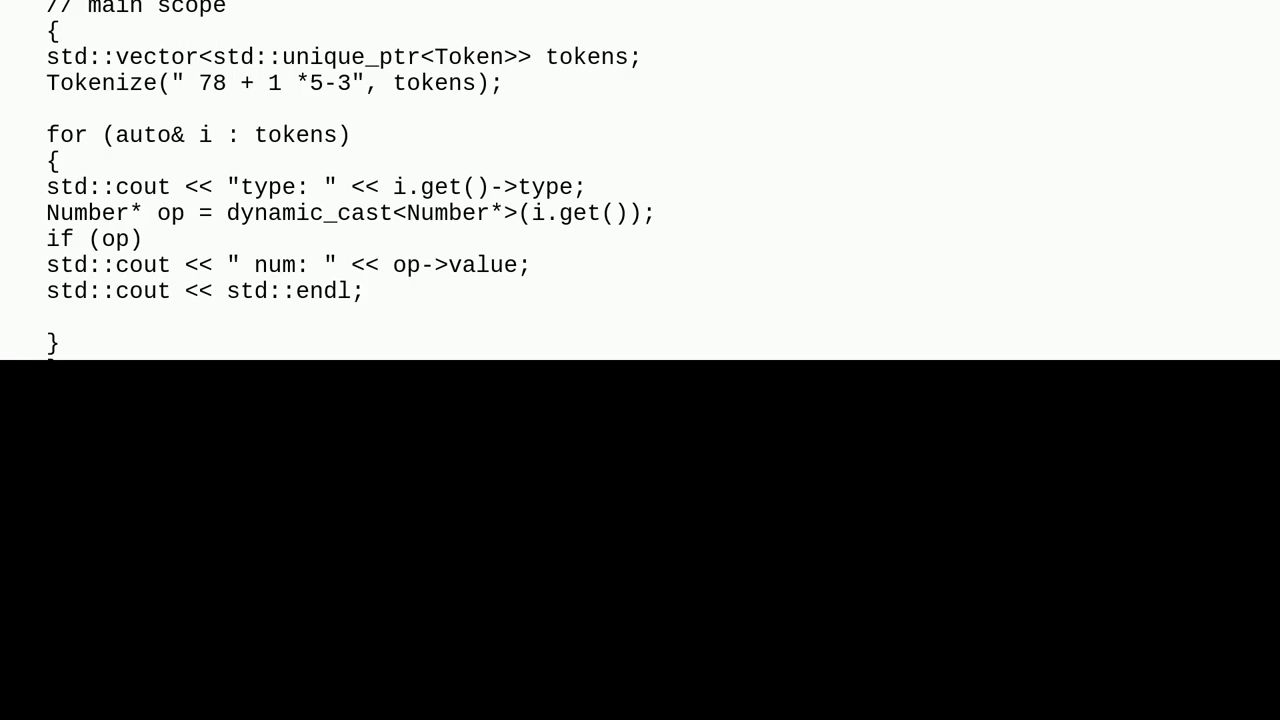 // main scope
{
std::vector<std::unique_ptr<Token>> tokens;
Tokenize(" 78 + 1 *5-3", tokens);
for (auto& i : tokens)
{
std::cout << "type: " << i.get()->type;
Number* op = dynamic_cast<Number*>(i.get());
if (op)
std::cout << " num: " << op->value;
std::cout << std::endl;
}